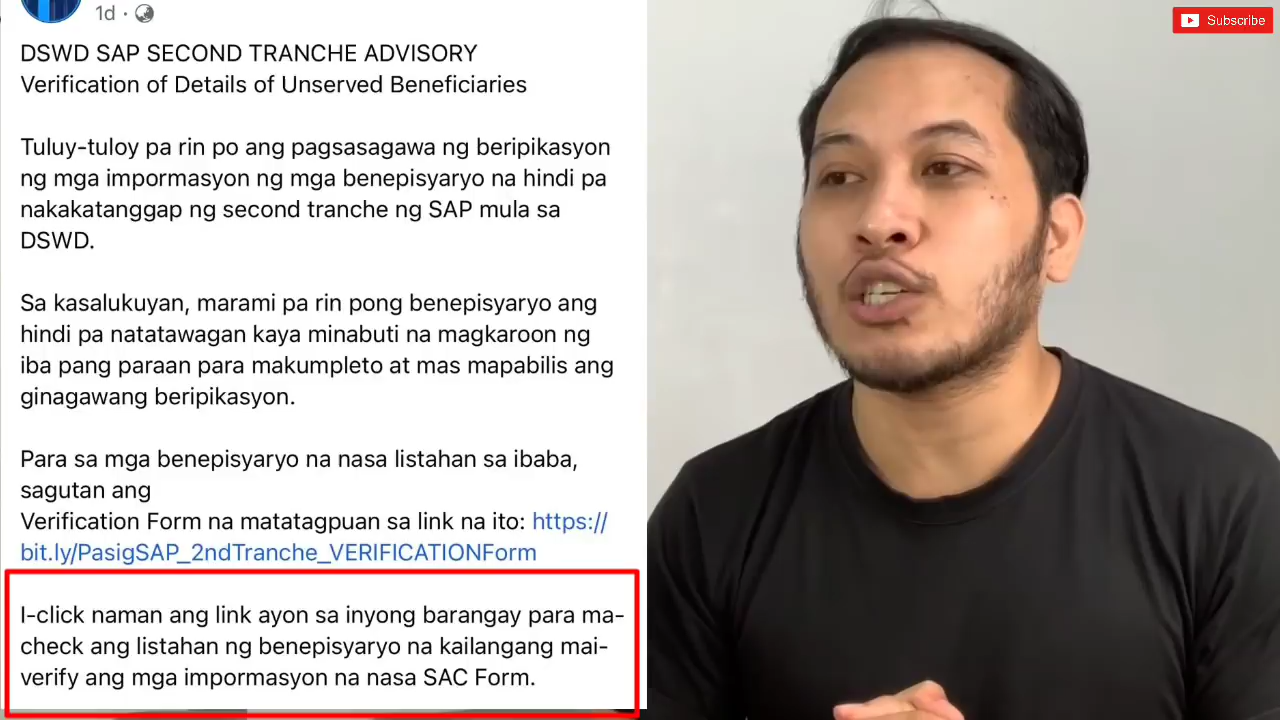 1d ·
Subscribe
DSWD SAP SECOND TRANCHE ADVISORY
Verification of Details of Unserved Beneficiaries
Tuluy-tuloy pa rin po ang pagsasagawa ng beripikasyon
ng mga impormasyon ng mga benepisyaryo na hindi pa
nakakatanggap ng second tranche ng SAP mula sa
DSWD.
Sa kasalukuyan, marami pa rin pong benepisyaryo ang
hindi pa natatawagan kaya minabuti na magkaroon ng
iba pang paraan para makumpleto at mas mapabilis ang
ginagawang beripikasyon.
Para sa mga benepisyaryo na nasa listahan sa ibaba,
sagutan ang
Verification Form na matatagpuan sa link na ito: https://
bit.ly/PasigSAP_2ndTranche_VERIFICATIONForm
I-click naman ang link ayon sa inyong barangay para ma-
check ang listahan ng benepisyaryo na kailangang mai-
verify ang mga impormasyon na nasa SAC Form.